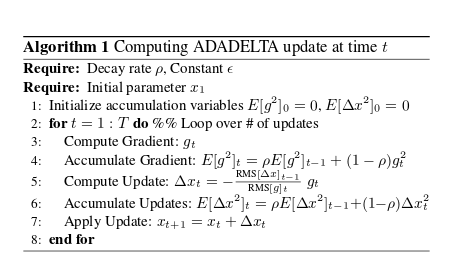 Algorithm 1 Computing ADADELTA update at time $t$
Require: Decay rate $\rho$, Constant $\epsilon$
Require: Initial parameter $x_1$
1: Initialize accumulation variables $E[g^2]_0 = 0$, $E[\Delta x^2]_0 = 0$
2: for $t = 1 : T$ do %% Loop over # of updates
3: Compute Gradient: $g_t$
4: Accumulate Gradient: $E[g^2]_t = \rho E[g^2]_{t-1} + (1 - \rho) g_t^2$
5: Compute Update: $\Delta x_t = -\frac{\text{RMS}[\Delta x]_{t-1}}{\text{RMS}[g]_t} g_t$
6: Accumulate Updates: $E[\Delta x^2]_t = \rho E[\Delta x^2]_{t-1} + (1 - \rho) \Delta x_t^2$
7: Apply Update: $x_{t+1} = x_t + \Delta x_t$
8: end for